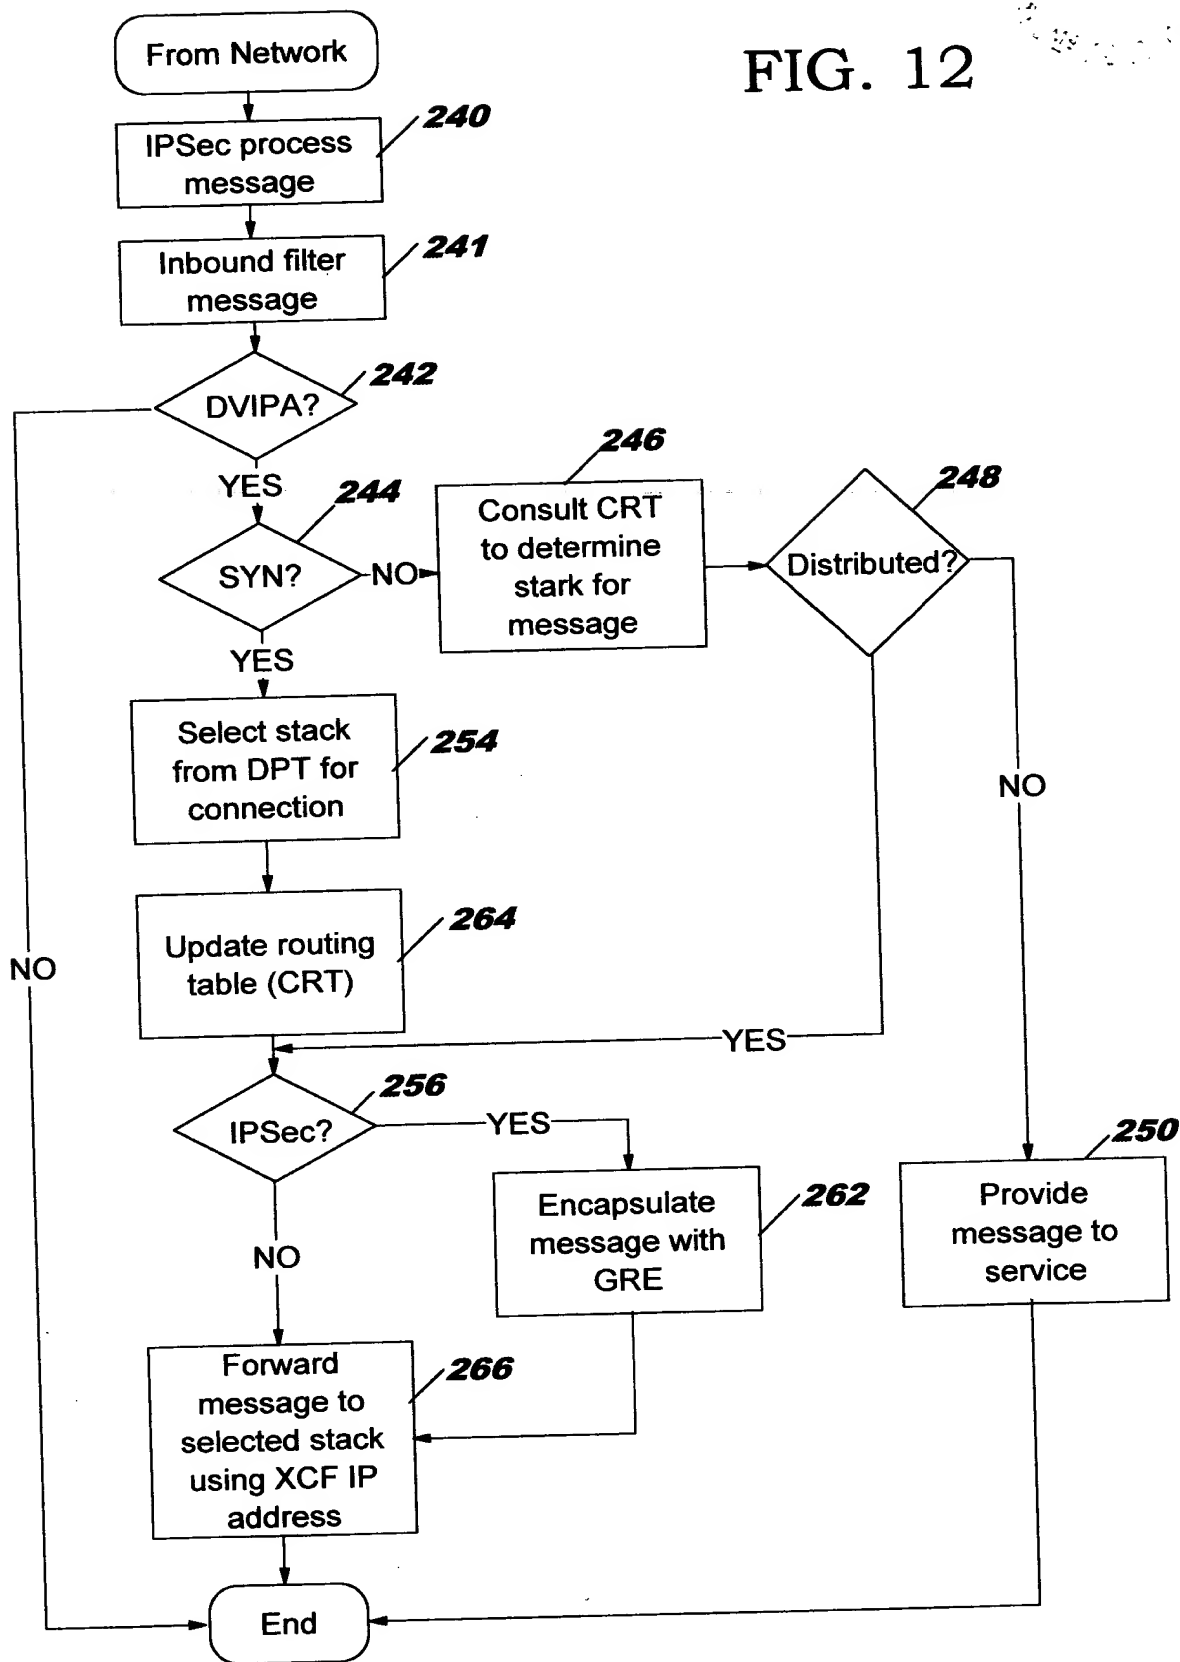 FIG. 12
From Network
240
IPSec process
message
241
Inbound filter
message
242
DVIPA?
YES
244
SYN?
NO
246
Consult CRT
to determine
stark for
message
248
Distributed?
YES
254
Select stack
from DPT for
connection
NO
264
Update routing
table (CRT)
NO
YES
256
IPSec?
YES
250
Provide
message to
service
262
Encapsulate
message with
GRE
NO
266
Forward
message to
selected stack
using XCF IP
address
End